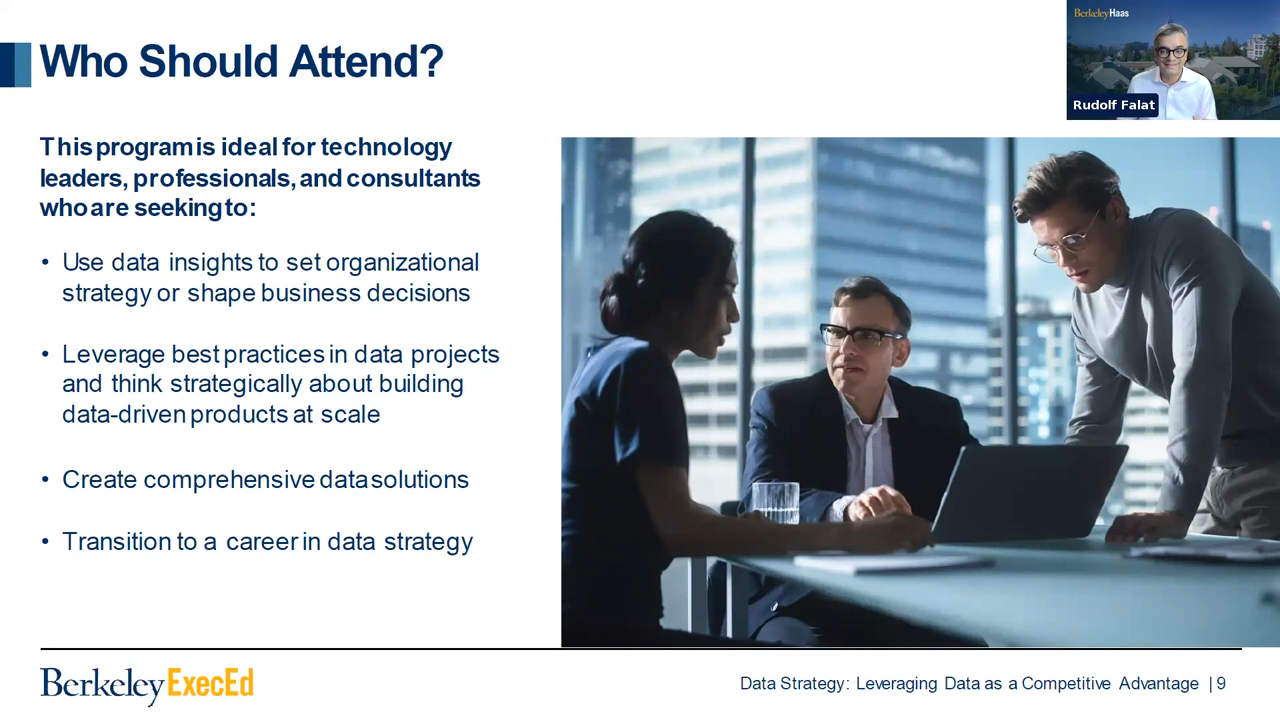 Who Should Attend?
BerkeleyHaas
Rudolf Falat
This program is ideal for technology
leaders, professionals, and consultants
who are seeking to:
• Use data insights to set organizational
strategy or shape business decisions
• Leverage best practices in data projects
and think strategically about building
data-driven products at scale
• Create comprehensive data solutions
• Transition to a career in data strategy
Berkeley ExecEd
Data Strategy: Leveraging Data as a Competitive Advantage | 9